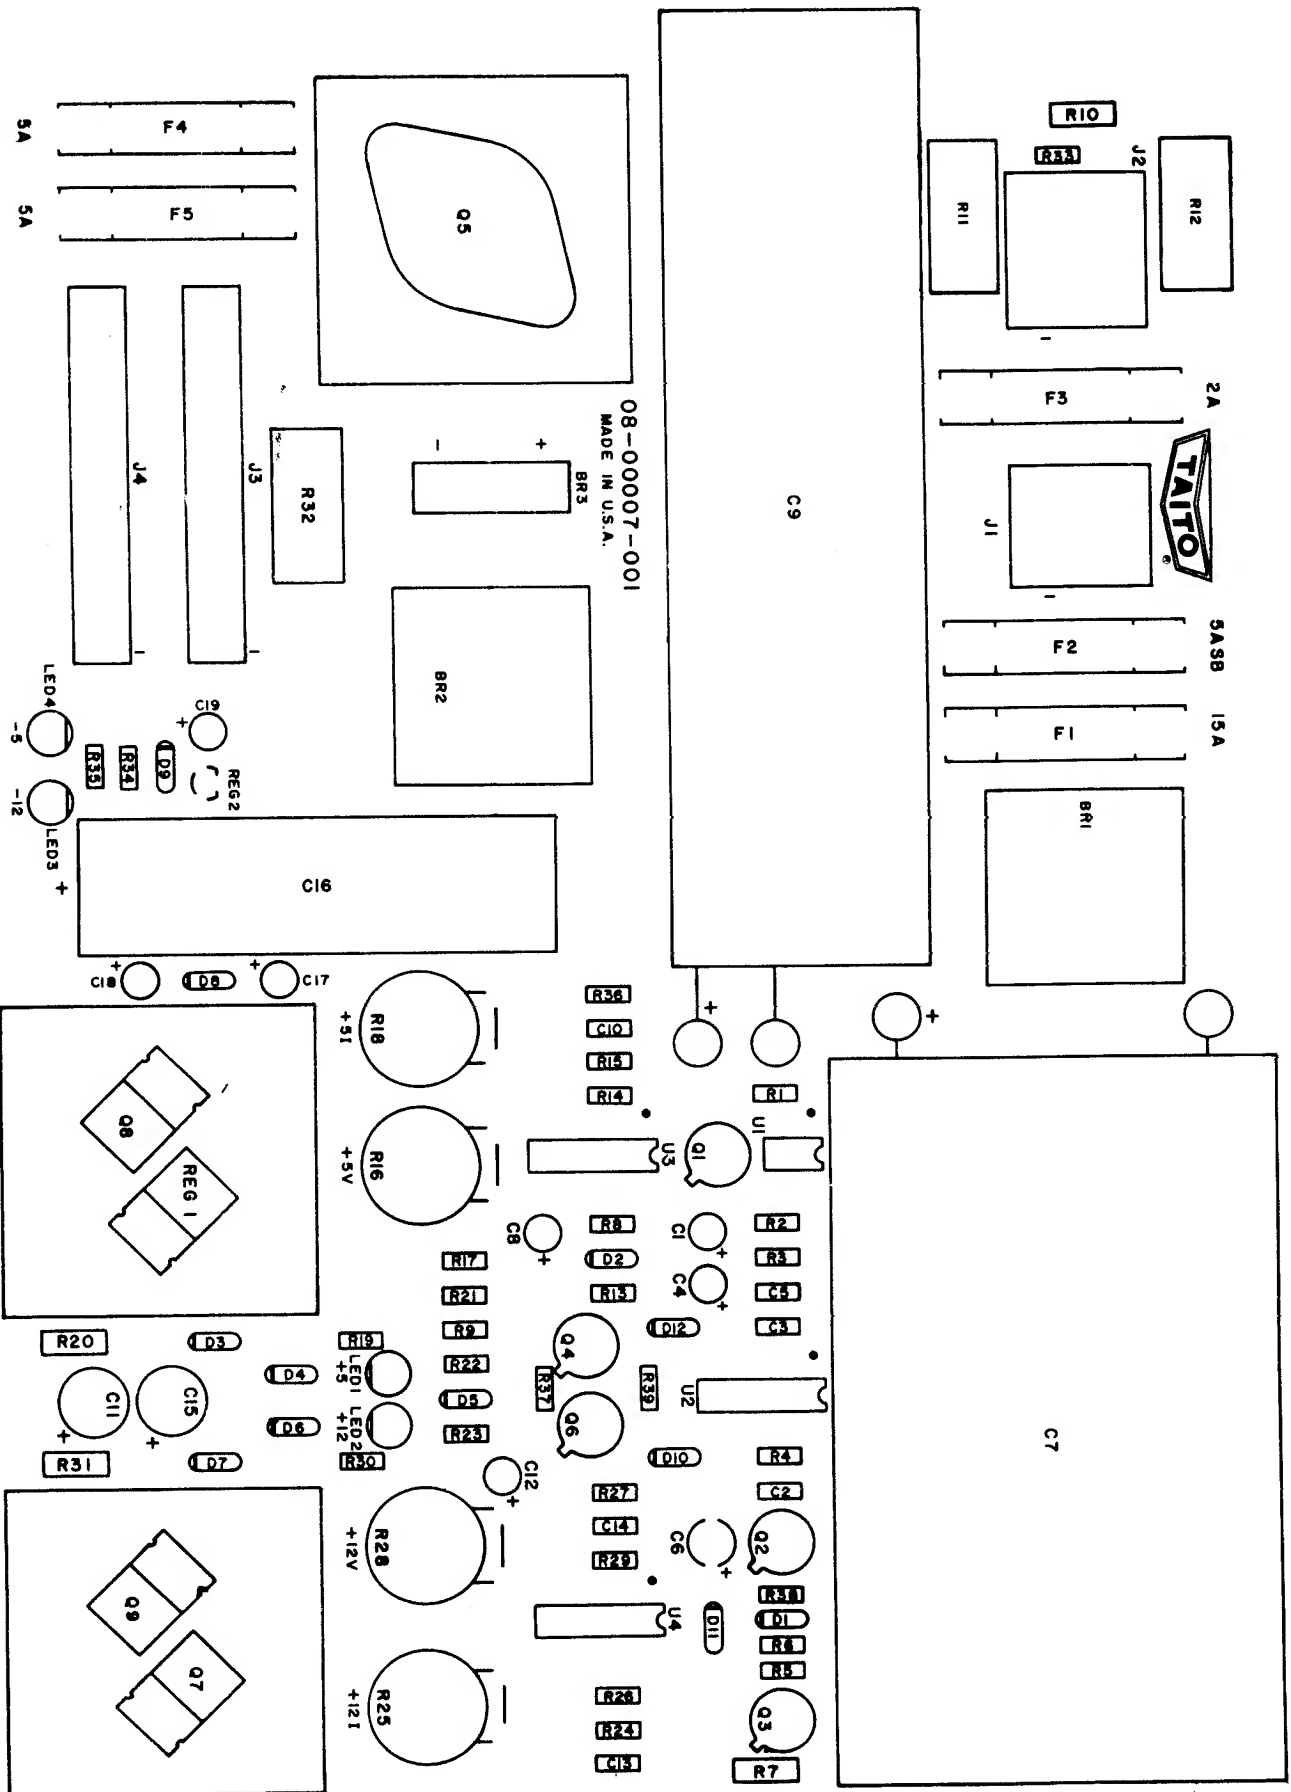 R10
R33
J2
R11
R12
F4
5A
F5
5A
Q5
F3
2A
08-00007-001
MADE IN U.S.A.
+
-
BR3
TAITO
®
J1
J4
J3
R32
C9
F2
5ASB
BR2
F1
15A
LED4
-5
C19
+
R35
R34
D9
REG2
-12
LED3
+
BR1
C16
C18
+
D8
+
C17
R36
C10
R15
R14
+5I
R18
+
+
R1
U1
Q8
REG1
+5V
R16
U3
Q1
C8
+
R8
D2
R13
C1
+
C4
+
R2
R3
C5
C3
R17
R21
R9
R22
D5
R23
R20
D3
R19
D4
LED1
+5
C11
+
C15
+
D6
LED2
+12
R31
D7
R30
Q4
D12
R37
R39
U2
Q6
D10
C7
R4
C2
C12
+
R27
C14
R29
C6
+
Q2
+12V
R28
Q9
Q7
U4
D11
R38
D1
R6
R5
+12I
R25
R26
R24
C13
Q3
R7